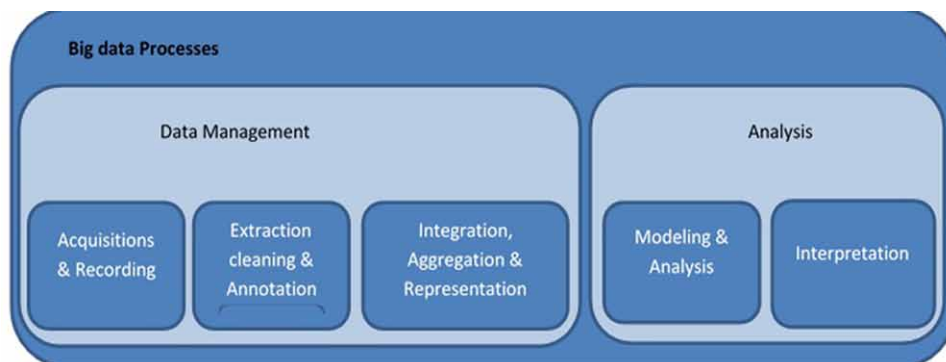 Big data Processes
Data Management
Acquisitions
& Recording
Extraction
cleaning &
Annotation
Integration,
Aggregation &
Representation
Analysis
Modeling &
Analysis
Interpretation